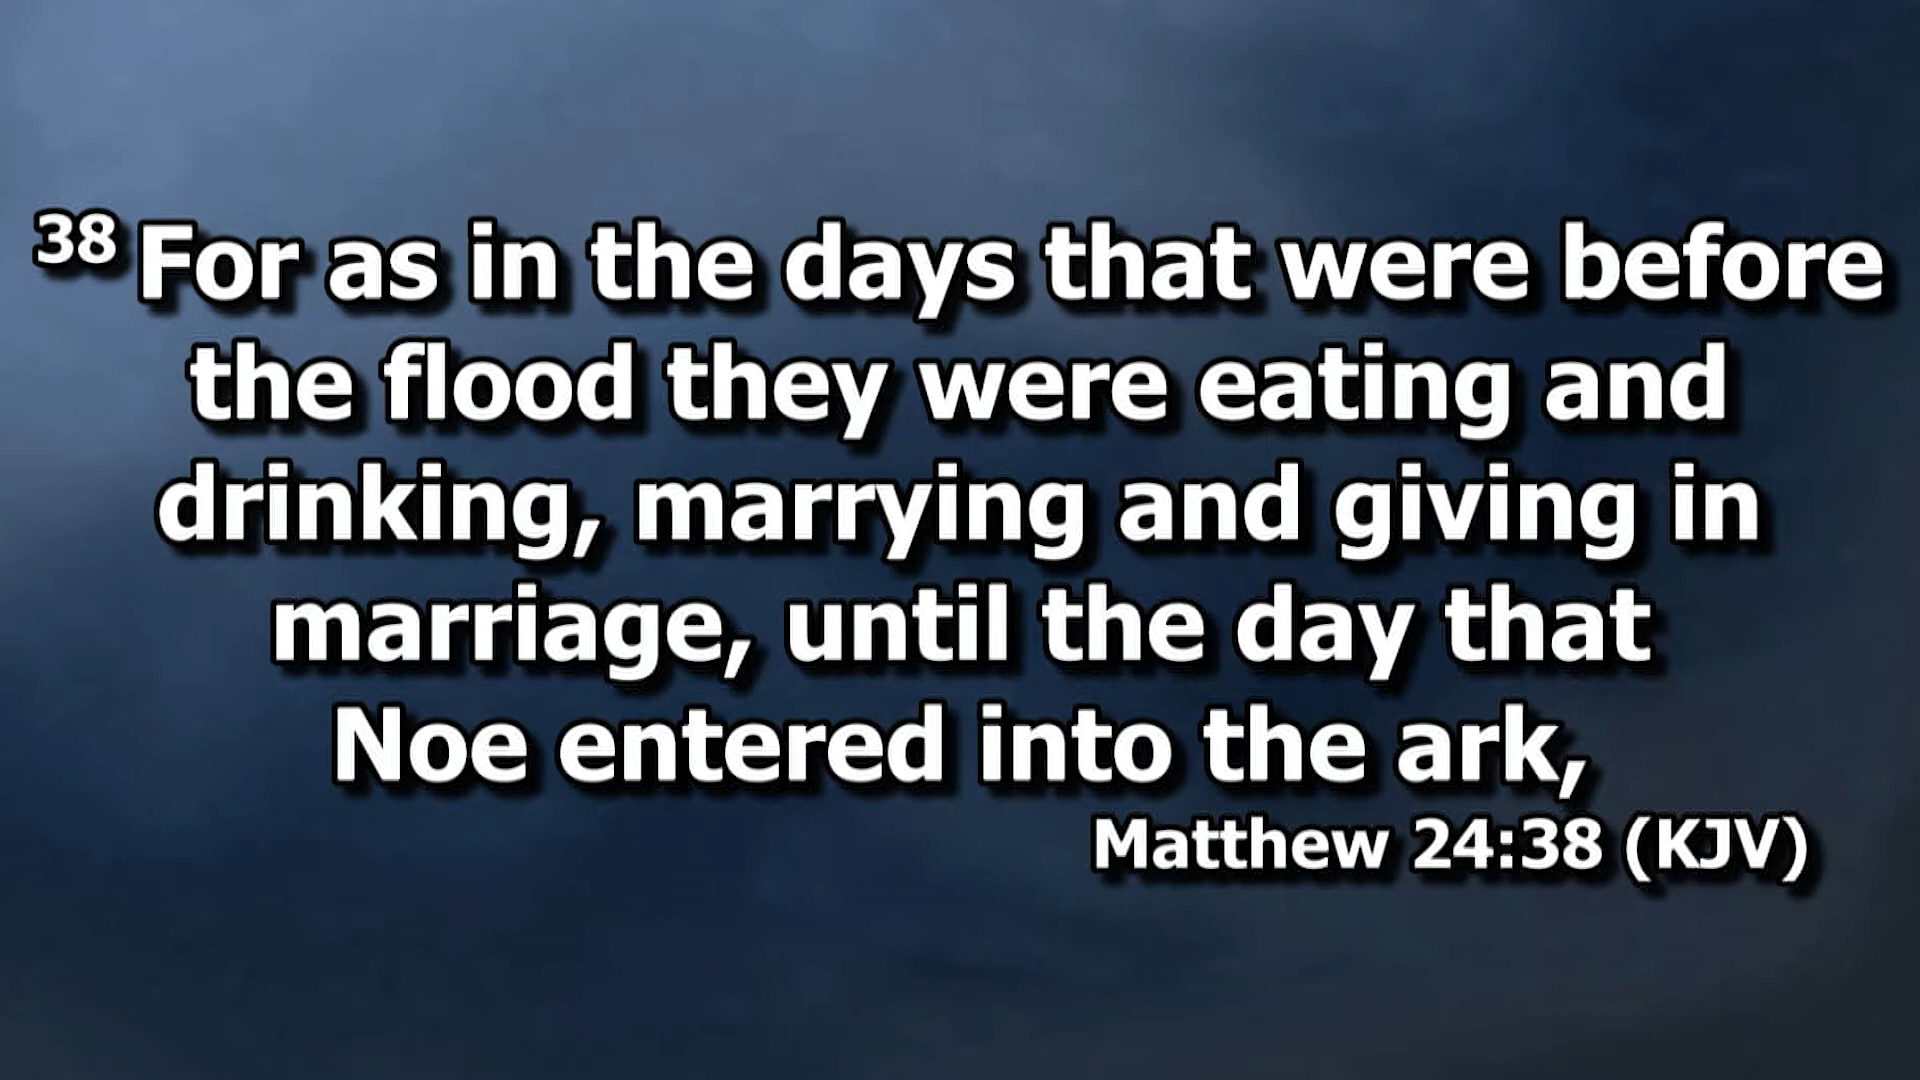 38 For as in the days that were before
the flood they were eating and
drinking, marrying and giving in
marriage, until the day that
Noe entered into the ark,
Matthew 24:38 (KJV)